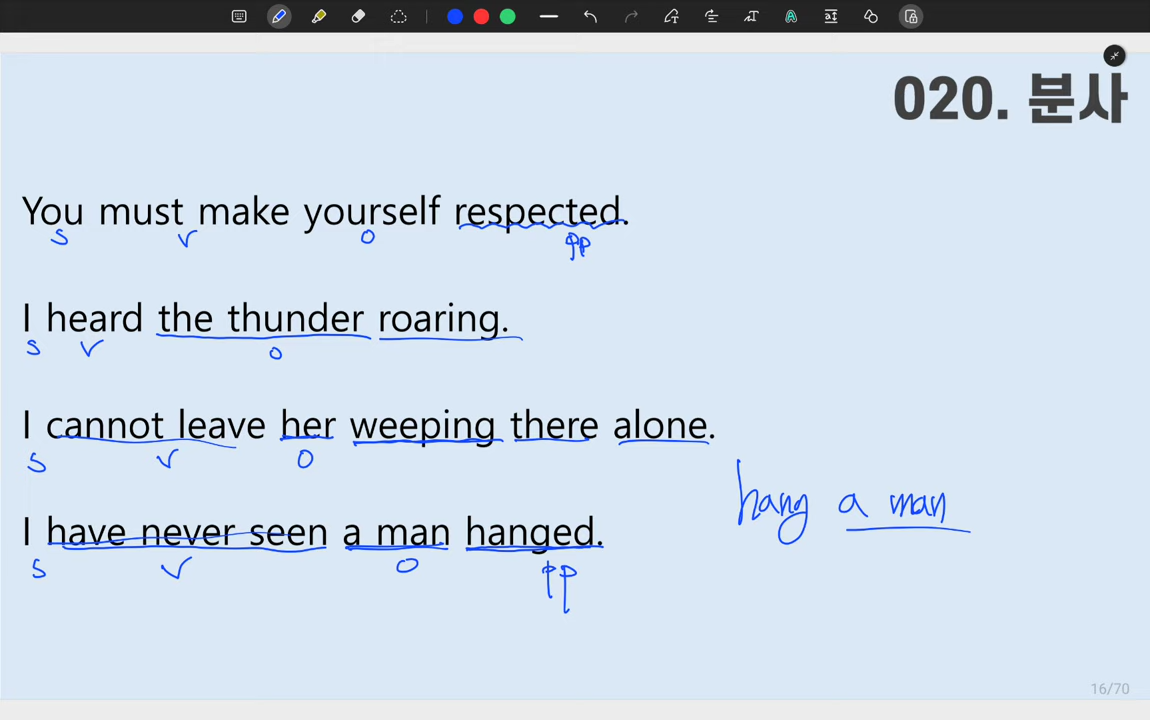 020. 분사
You must make yourself respected.
s v o pp
I heard the thunder roaring.
s v o
I cannot leave her weeping there alone.
s v o
hang a man
I have never seen a man hanged.
s v o pp
16/70